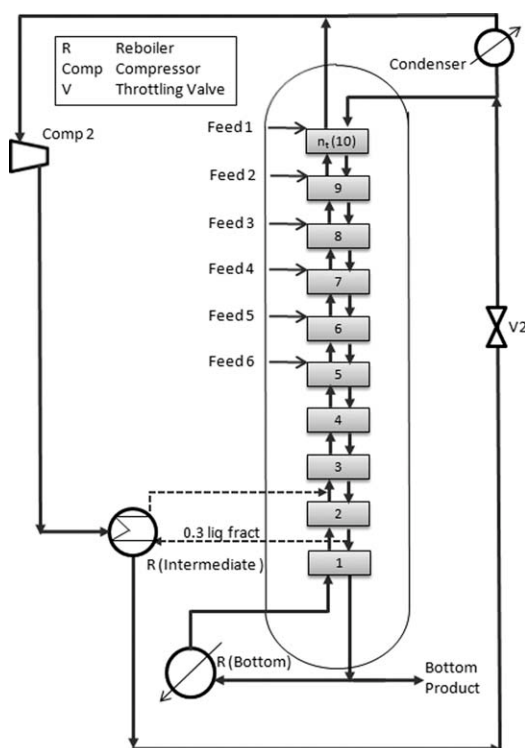 R Reboiler
Comp Compressor
V Throttling Valve
Condenser
Comp 2
Feed 1
Feed 2
Feed 3
Feed 4
Feed 5
Feed 6
nt (10)
9
8
7
6
5
4
3
2
1
V2
0.3 liq fract
R (Intermediate)
R (Bottom)
Bottom
Product